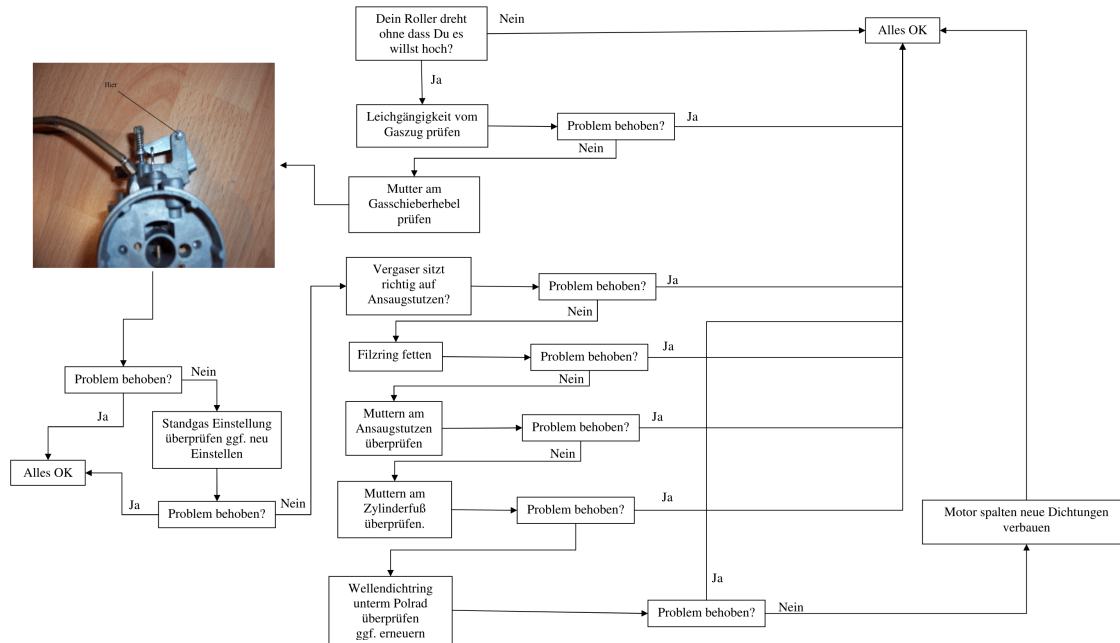 Dein Roller dreht
ohne dass Du es
willst hoch?
Nein
Alles OK
Ja
Hier
Leichgängigkeit vom
Gaszug prüfen
Problem behoben?
Ja
Nein
Mutter am
Gasschieberhebel
prüfen
Vergaser sitzt
richtig auf
Ansaugstutzen?
Problem behoben?
Ja
Nein
Filzring fetten
Problem behoben?
Ja
Nein
Problem behoben?
Nein
Ja
Standgas Einstellung
überprüfen ggf. neu
Einstellen
Alles OK
Ja
Problem behoben?
Nein
Muttern am
Ansaugstutzen
überprüfen
Problem behoben?
Ja
Nein
Muttern am
Zylinderfuß
überprüfen.
Problem behoben?
Ja
Motor spalten neue Dichtungen
verbauen
Wellendichtring
unterm Polrad
überprüfen
ggf. erneuern
Ja
Problem behoben?
Nein